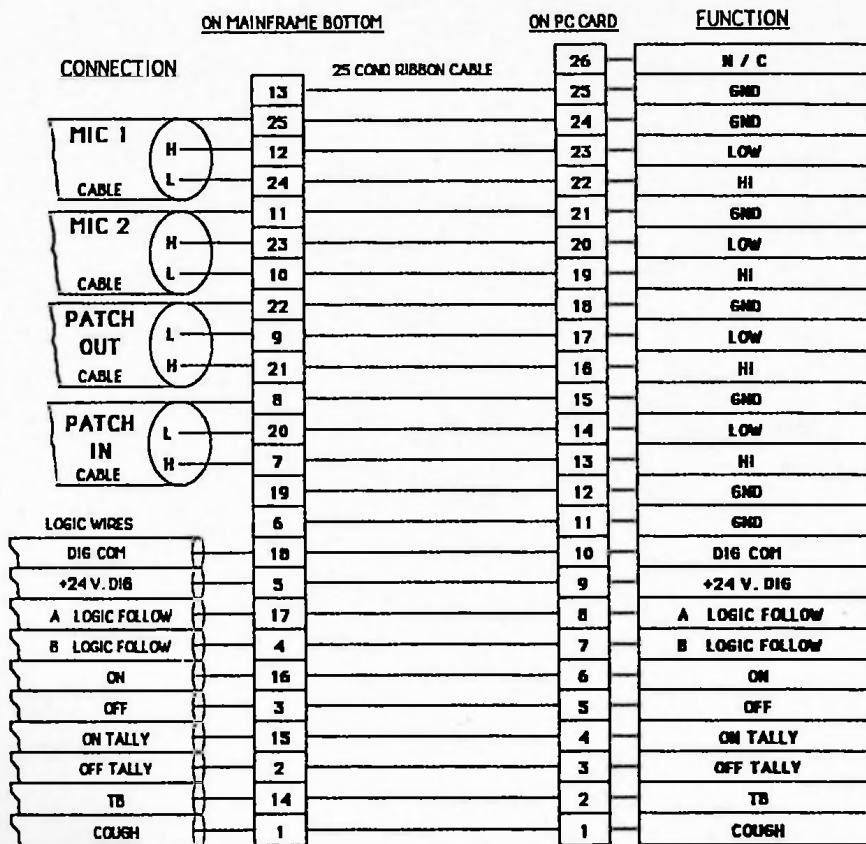 ON MAINFRAME BOTTOM ON PC CARD FUNCTION
CONNECTION 25 COND RIBBON CABLE 26 N / C
13 25 GND
MIC 1 25 24 GND
H 12 23 LOW
CABLE L 24 22 HI
MIC 2 11 21 GND
H 23 20 LOW
CABLE L 10 19 HI
PATCH 22 18 GND
OUT L 9 17 LOW
CABLE H 21 16 HI
8 15 GND
PATCH L 20 14 LOW
IN H 7 13 HI
CABLE
19 12 GND
LOGIC WIRES 6 11 GND
DIG COM 18 10 DIG COM
+24 V. DIG 5 9 +24 V. DIG
A LOGIC FOLLOW 17 8 A LOGIC FOLLOW
B LOGIC FOLLOW 4 7 B LOGIC FOLLOW
ON 16 6 ON
OFF 3 5 OFF
ON TALLY 15 4 ON TALLY
OFF TALLY 2 3 OFF TALLY
TB 14 2 TB
COUGH 1 1 COUGH